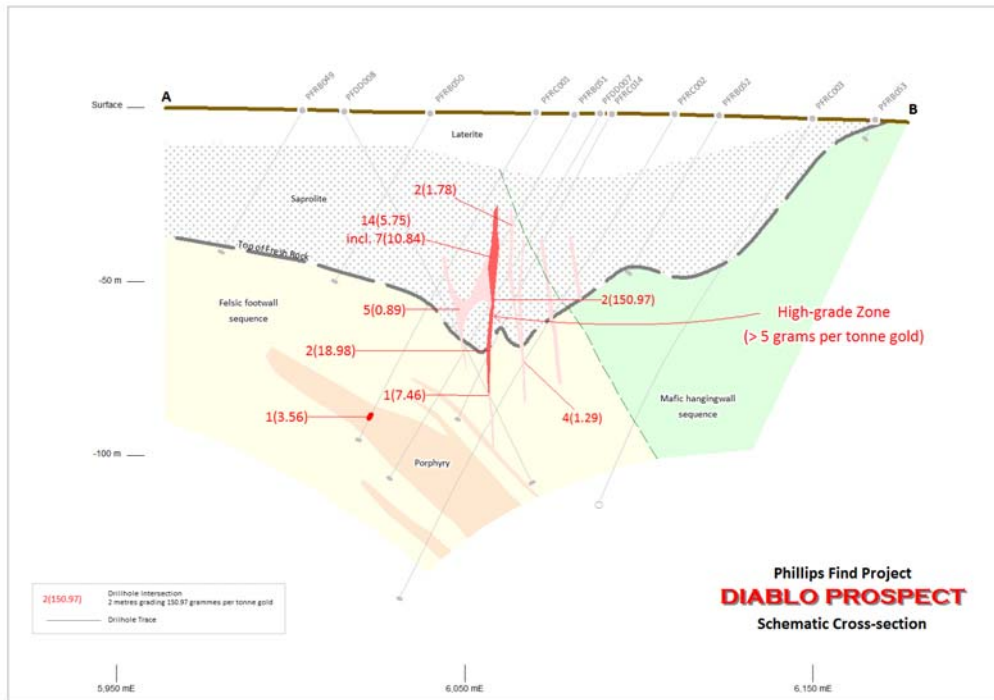 PFRB049
PFDD008
PFRB050
PFRC001
PFRB051
PFDD007
PFRC014
PFRC002
PFRB052
PFRC003
PFRB053
A
B
Surface
Laterite
2(1.78)
Saprolite
14(5.75)
incl. 7(10.84)
Top of Fresh Rock
-50 m
2(150.97)
Felsic footwall
sequence
5(0.89)
High-grade Zone
(> 5 grams per tonne gold)
2(18.98)
1(7.46)
Mafic hangingwall
sequence
1(3.56)
4(1.29)
-100 m
Porphyry
2(150.97)
Drillhole Intersection
2 metres grading 150.97 grammes per tonne gold
Drillhole Trace
Phillips Find Project
DIABLO PROSPECT
Schematic Cross-section
5,950 mE
6,050 mE
6,150 mE